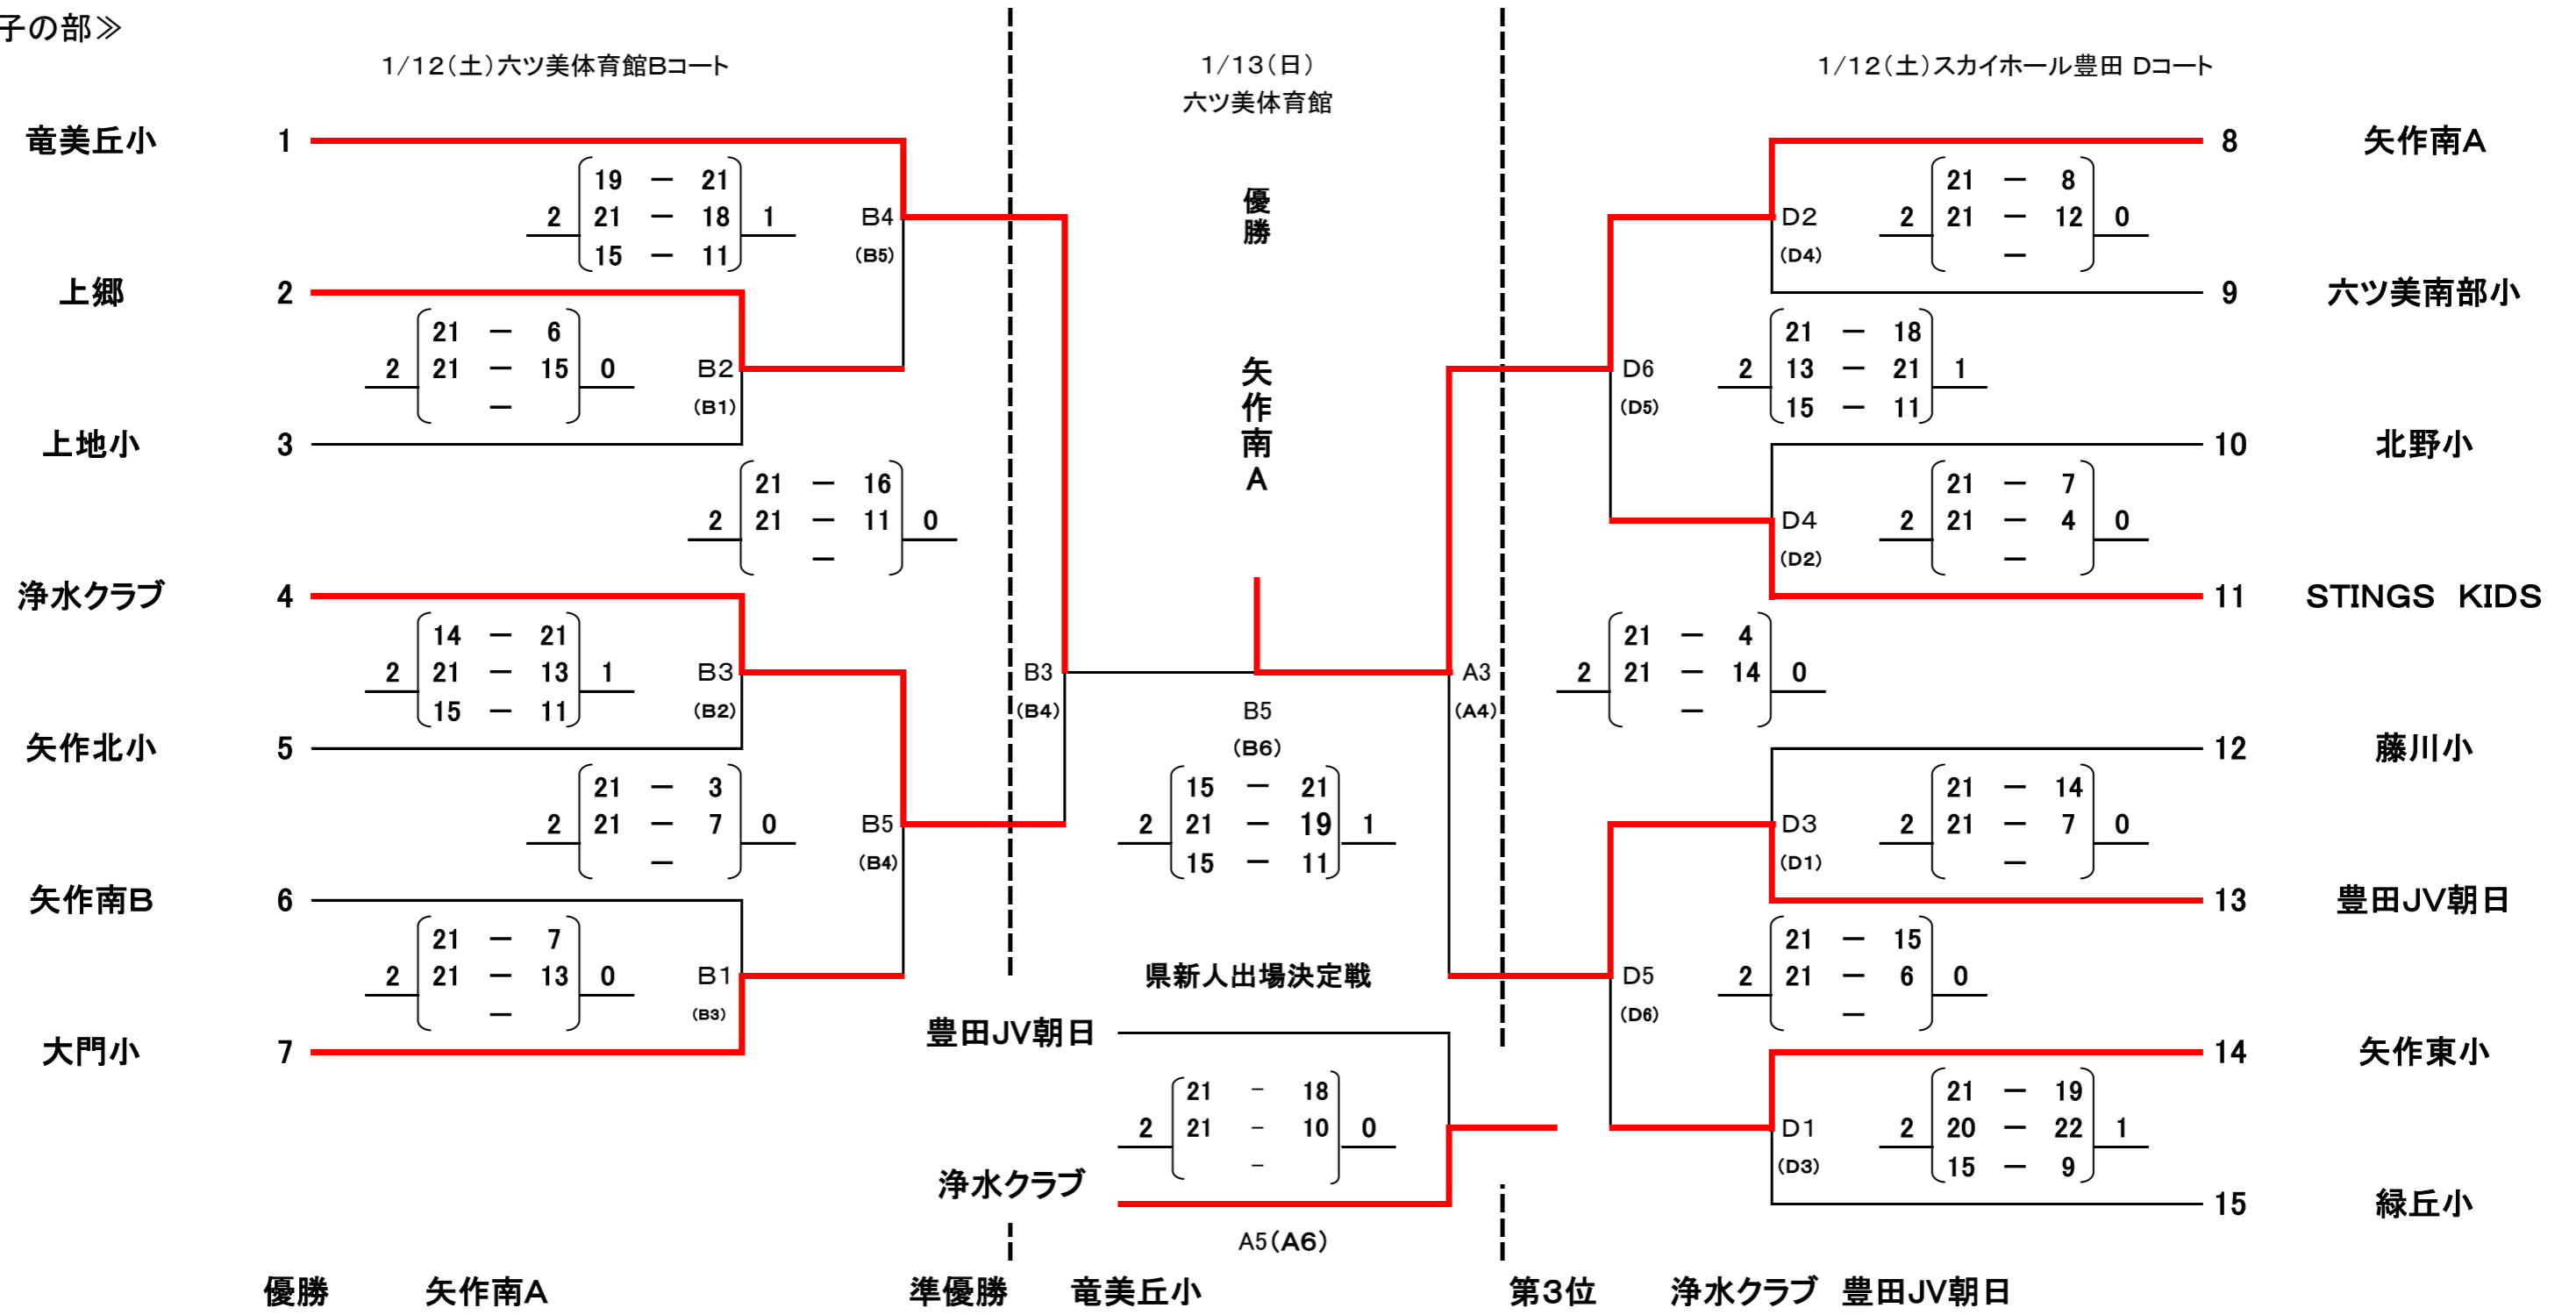 子の部≫
1/12(土)六ツ美体育館Bコート
1/13(日)
六ツ美体育館
1/12(土)スカイホール豊田 Dコート
竜美丘小 1
19 － 21
2 21 － 18 1
15 － 11
B4
(B5)
上郷 2
21 － 6
2 21 － 15 0
－
B2
(B1)
上地小 3
21 － 16
2 21 － 11 0
－
浄水クラブ 4
14 － 21
2 21 － 13 1
15 － 11
B3
(B2)
矢作北小 5
21 － 3
2 21 － 7 0
－
B5
(B4)
矢作南B 6
21 － 7
2 21 － 13 0
－
B1
(B3)
大門小 7
優勝
矢作南A
B3
(B4)
A3
(A4)
B5
(B6)
15 － 21
2 21 － 19 1
15 － 11
県新人出場決定戦
豊田JV朝日
21 - 18
2 21 - 10 0
-
浄水クラブ
A5(A6)
8 矢作南A
D2
(D4)
21 － 8
2 21 － 12 0
－
9 六ツ美南部小
D6
(D5)
21 － 18
2 13 － 21 1
15 － 11
10 北野小
D4
(D2)
21 － 7
2 21 － 4 0
－
11 STINGS KIDS
21 － 4
2 21 － 14 0
－
12 藤川小
D3
(D1)
21 － 14
2 21 － 7 0
－
13 豊田JV朝日
D5
(D6)
21 － 15
2 21 － 6 0
－
14 矢作東小
D1
(D3)
21 － 19
2 20 － 22 1
15 － 9
15 緑丘小
優勝 矢作南A 準優勝 竜美丘小 第3位 浄水クラブ 豊田JV朝日